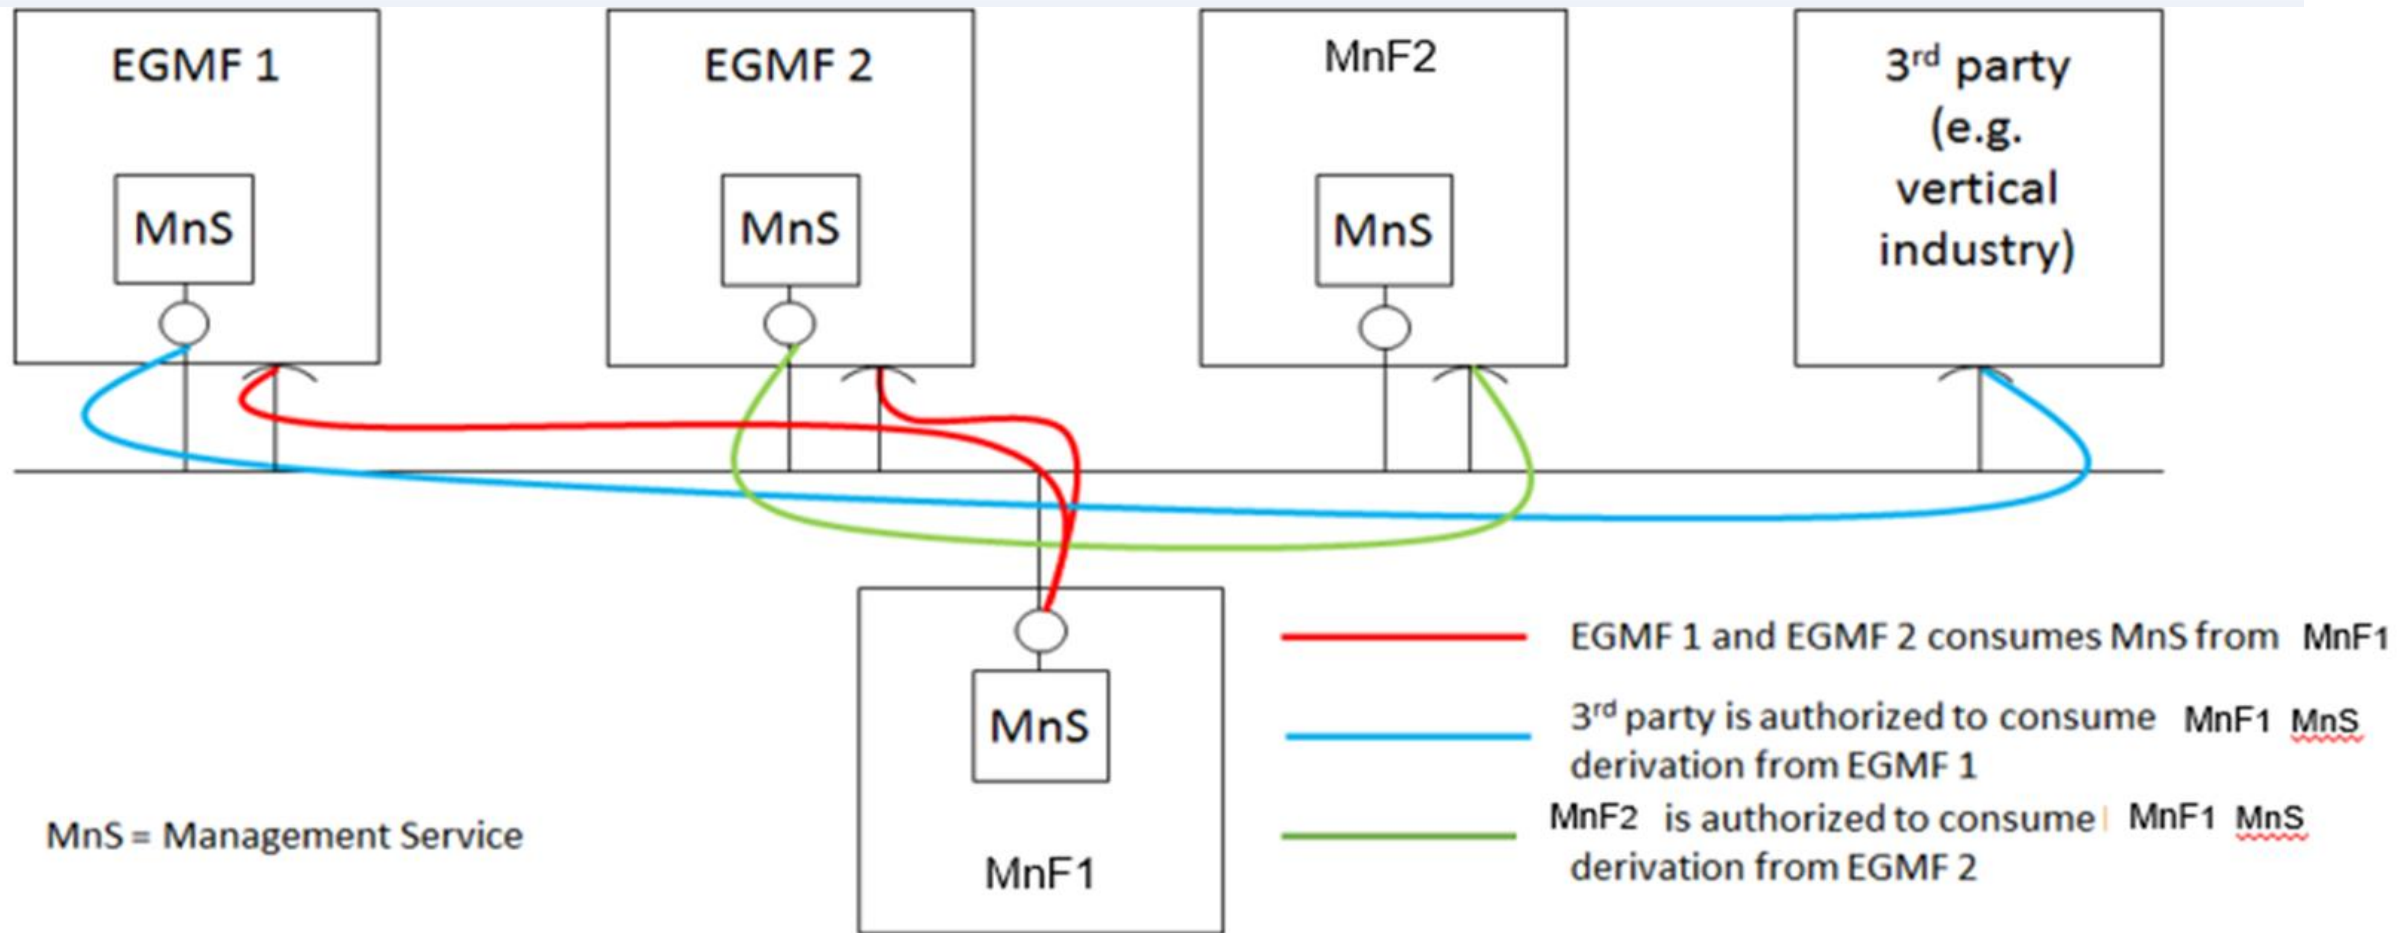 EGMF 1
EGMF 2
MnF2
3rd party
(e.g.
vertical
industry)
MnS
MnS
MnS
MnS
MnF1
EGMF 1 and EGMF 2 consumes MnS from MnF1
3rd party is authorized to consume MnF1 MnS
derivation from EGMF 1
MnF2 is authorized to consume MnF1 MnS
derivation from EGMF 2
MnS = Management Service